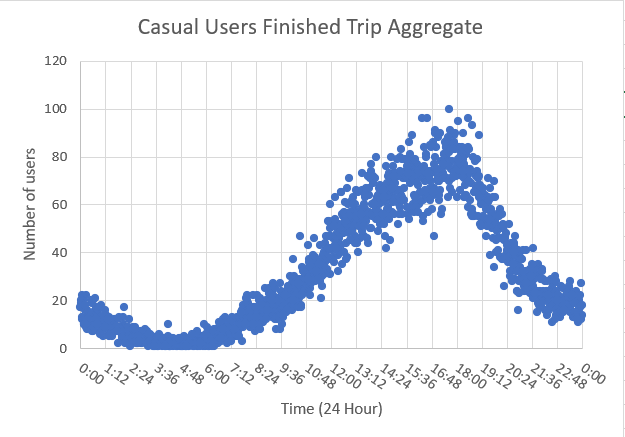 Casual Users Finished Trip Aggregate
120
100
80
60
40
20
0
Number of users
0:00 1:12 2:24 3:36 4:48 6:00 7:12 8:24 9:36 10:48 12:00 13:12 14:24 15:36 16:48 18:00 19:12 20:24 21:36 22:48 0:00
Time (24 Hour)